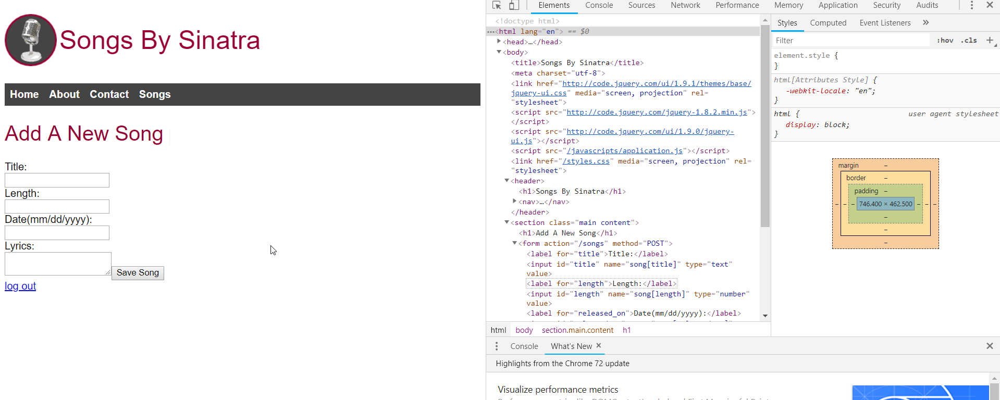 Songs By Sinatra
Home About Contact Songs
Add A New Song
Title:
Length:
Date(mm/dd/yyyy):
Lyrics:
Save Song
log out
Elements Console Sources Network Performance Memory Application Security Audits
<!doctype html>
<html lang="en"> == $0
<head>…</head>
<body>
<title>Songs By Sinatra</title>
<meta charset="utf-8">
<link href="http://code.jquery.com/ui/1.9.1/themes/base/
jquery-ui.css" media="screen, projection" rel=
"stylesheet">
<script src="http://code.jquery.com/jquery-1.8.2.min.js">
</script>
<script src="http://code.jquery.com/ui/1.9.0/jquery-
ui.js"></script>
<script src="/javascripts/application.js"></script>
<link href="/styles.css" media="screen, projection" rel=
"stylesheet">
<header>
<h1>Songs By Sinatra</h1>
<nav>…</nav>
</header>
<section class="main content">
<h1>Add A New Song</h1>
<form action="/songs" method="POST">
<label for="title">Title:</label>
<input id="title" name="song[title]" type="text"
value>
<label for="length">Length:</label>
<input id="length" name="song[length]" type="number"
value>
<label for="released_on">Date(mm/dd/yyyy):</label>
html body section.main.content h1
Styles Computed Event Listeners »
Filter :hov .cls +
element.style {
}
html[Attributes Style] {
-webkit-locale: "en";
}
html { user agent stylesheet
display: block;
}
margin –
border –
padding –
– – – 746.400 × 462.500 – – –
–
–
–
Console What's New ×
Highlights from the Chrome 72 update
Visualize performance metrics